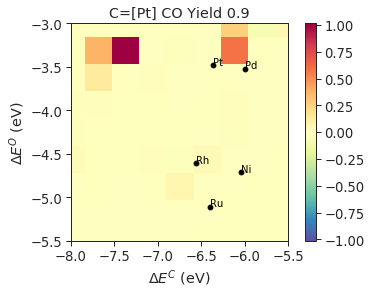 C=[Pt] CO Yield 0.9
−3.0
−3.5
−4.0
−4.5
−5.0
−5.5
ΔE^O (eV)
Pt
Pd
Rh
Ni
Ru
−8.0 −7.5 −7.0 −6.5 −6.0 −5.5
ΔE^C (eV)
1.00
0.75
0.50
0.25
0.00
−0.25
−0.50
−0.75
−1.00